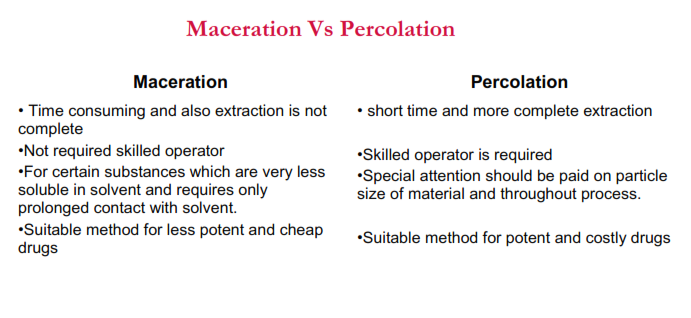 Maceration Vs Percolation
Maceration
• Time consuming and also extraction is not
complete
•Not required skilled operator
•For certain substances which are very less
soluble in solvent and requires only
prolonged contact with solvent.
•Suitable method for less potent and cheap
drugs
Percolation
• short time and more complete extraction
•Skilled operator is required
•Special attention should be paid on particle
size of material and throughout process.
•Suitable method for potent and costly drugs